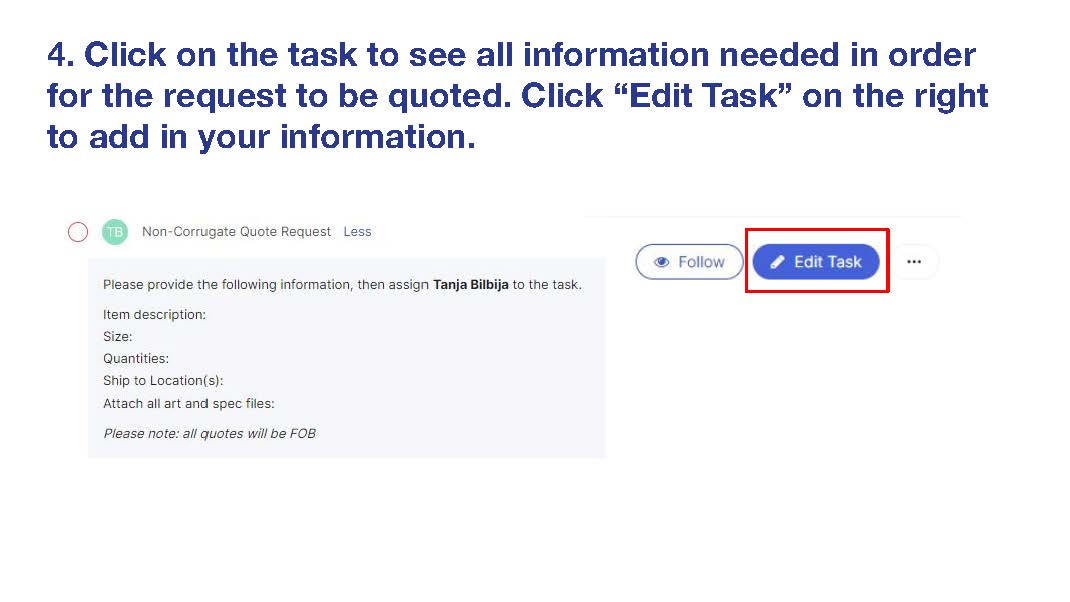 4. Click on the task to see all information needed in order
for the request to be quoted. Click “Edit Task” on the right
to add in your information.
TB Non-Corrugate Quote Request Less
Follow Edit Task ...
Please provide the following information, then assign Tanja Bilbija to the task.
Item description:
Size:
Quantities:
Ship to Location(s):
Attach all art and spec files:
Please note: all quotes will be FOB